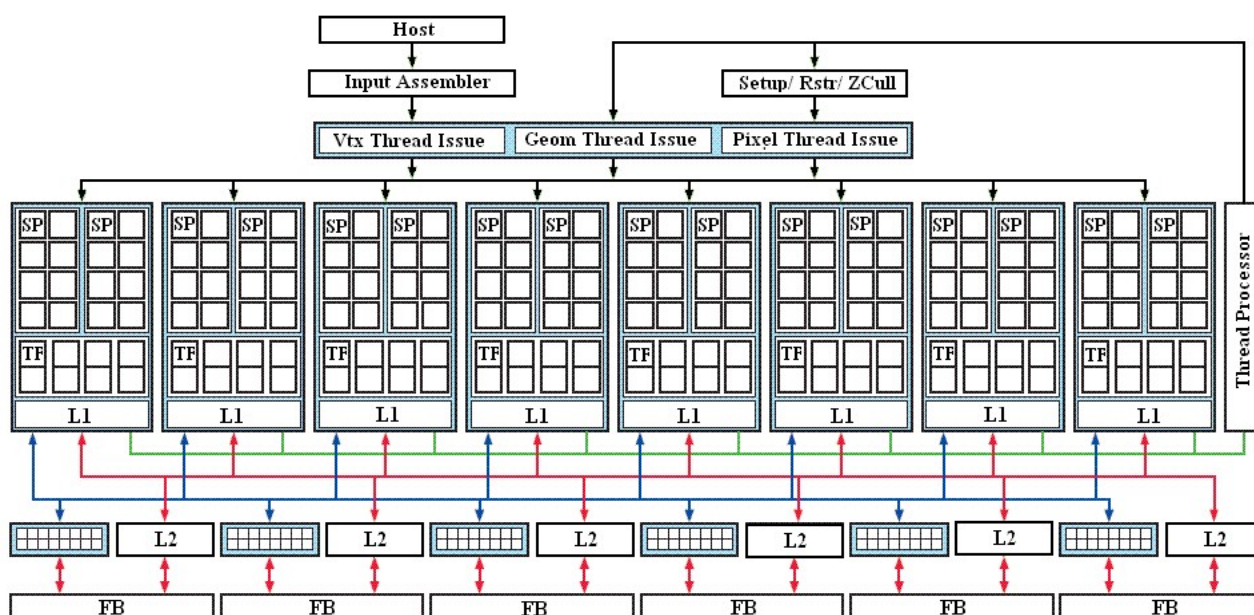 Host
Input Assembler
Setup/ Rstr/ ZCull
Vtx Thread Issue
Geom Thread Issue
Pixel Thread Issue
SP SP SP SP SP SP SP SP SP SP SP SP SP SP SP SP
Thread Processor
TF TF TF TF TF TF TF TF
L1 L1 L1 L1 L1 L1 L1 L1
L2 L2 L2 L2 L2 L2
FB FB FB FB FB FB